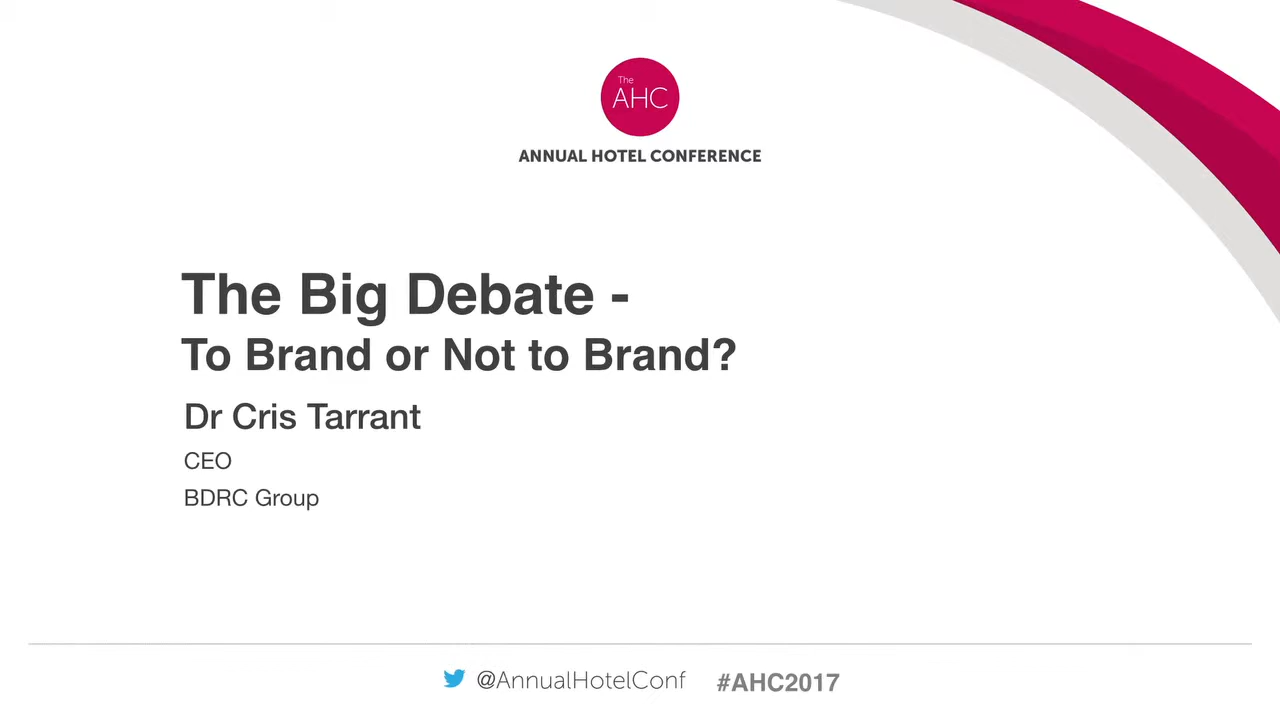 The
AHC
ANNUAL HOTEL CONFERENCE
The Big Debate -
To Brand or Not to Brand?
Dr Cris Tarrant
CEO
BDRC Group
@AnnualHotelConf #AHC2017